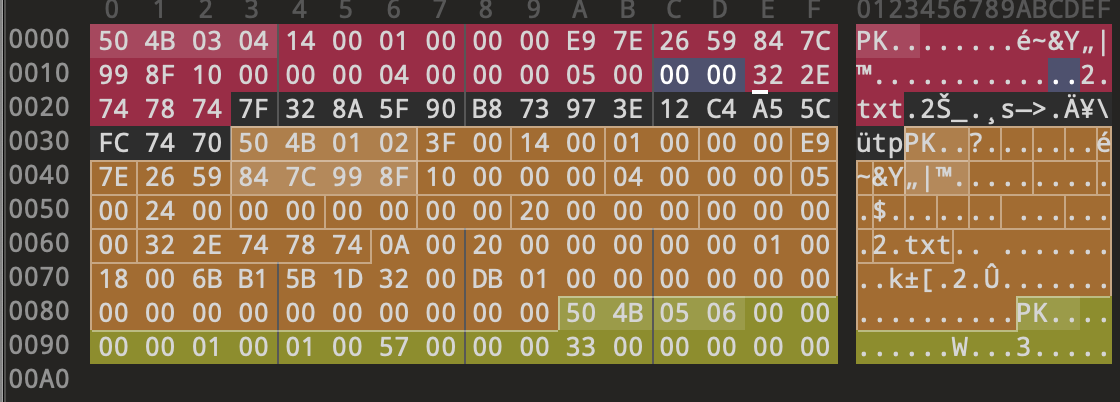 0 1 2 3 4 5 6 7 8 9 A B C D E F 0123456789ABCDEF
0000 50 4B 03 04 14 00 01 00 00 00 E9 7E 26 59 84 7C PK........é~&Y„|
0010 99 8F 10 00 00 00 04 00 00 00 05 00 00 00 32 2E ™.............2.
0020 74 78 74 7F 32 8A 5F 90 B8 73 97 3E 12 C4 A5 5C txt.2Š_.¸s—>.Ä¥\
0030 FC 74 70 50 4B 01 02 3F 00 14 00 01 00 00 00 E9 ütpPK..?.......é
0040 7E 26 59 84 7C 99 8F 10 00 00 00 04 00 00 00 05 ~&Y„|™..........
0050 00 24 00 00 00 00 00 00 00 20 00 00 00 00 00 00 .$....... ......
0060 00 32 2E 74 78 74 0A 00 20 00 00 00 00 00 01 00 .2.txt.. .......
0070 18 00 6B B1 5B 1D 32 00 DB 01 00 00 00 00 00 00 ..k±[.2.Û.......
0080 00 00 00 00 00 00 00 00 00 00 50 4B 05 06 00 00 ..........PK....
0090 00 00 01 00 01 00 57 00 00 00 33 00 00 00 00 00 ......W...3.....
00A0